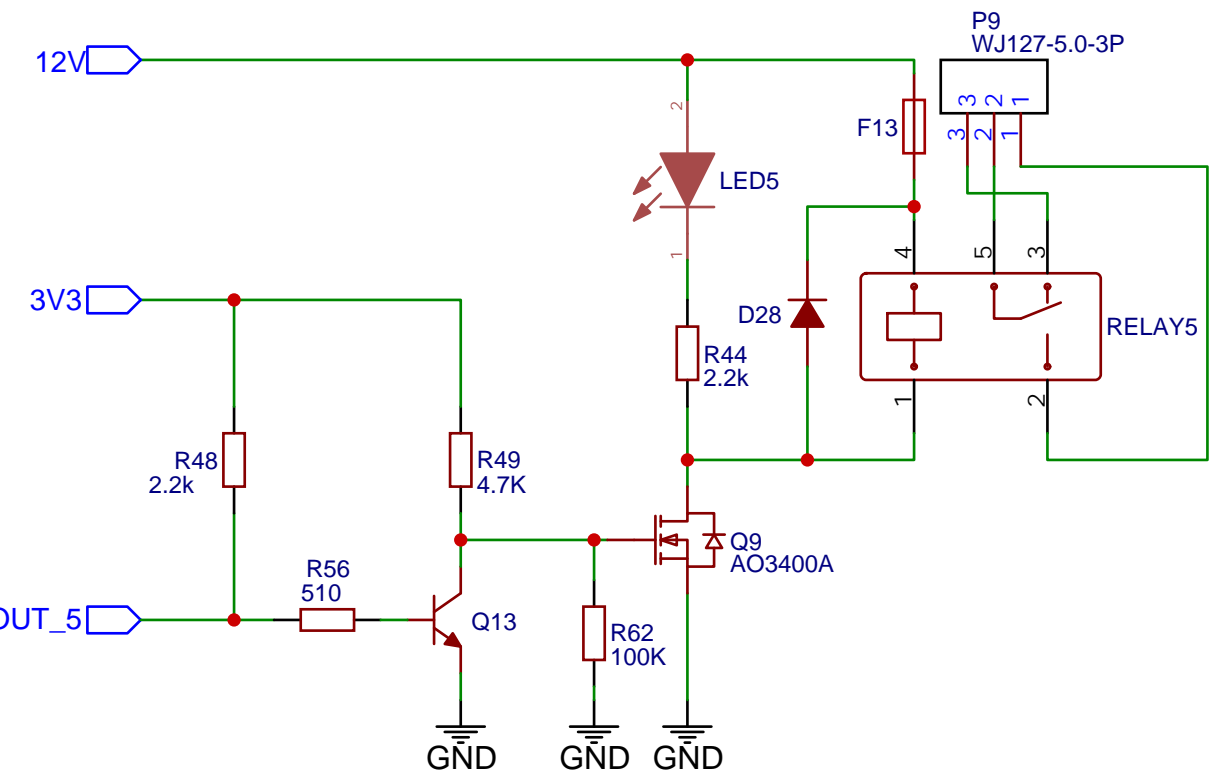 P9
WJ127-5.0-3P
12V
3
2
1
3
2
1
2
F13
LED5
1
4
5
3
3V3
D28
RELAY5
R44
2.2k
1
2
R48
2.2k
R49
4.7K
Q9
AO3400A
R56
510
OUT_5
Q13
R62
100K
GND
GND
GND